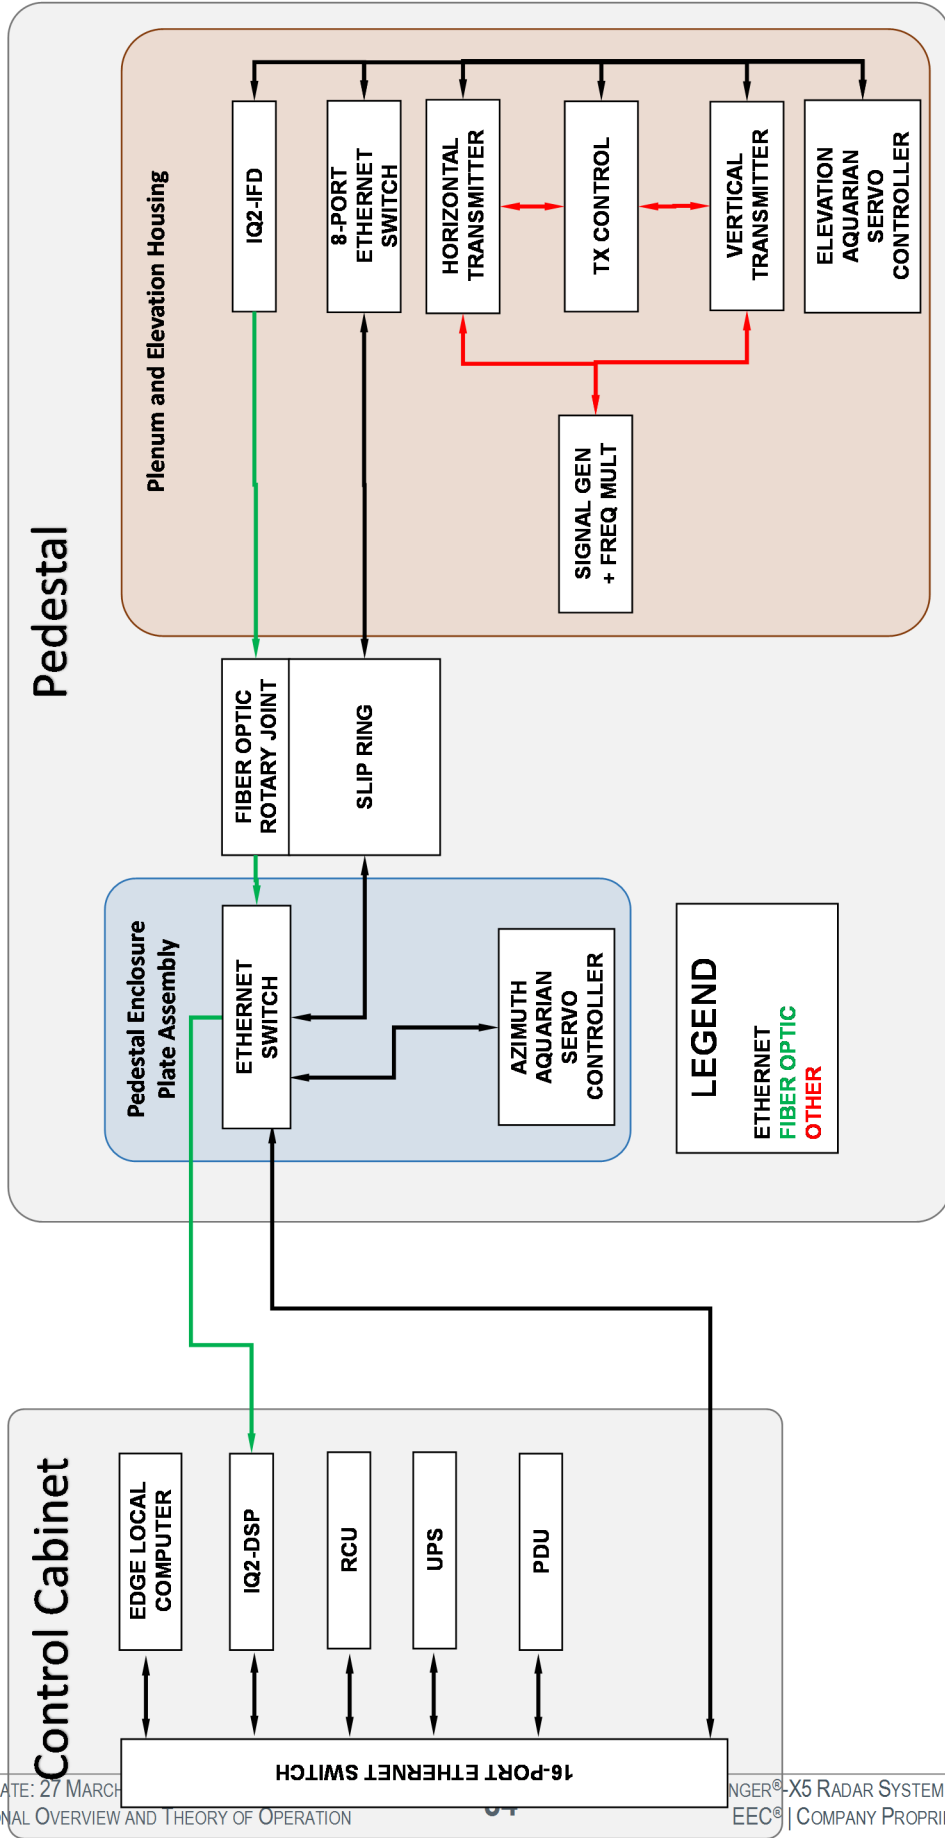 Control Cabinet
16-PORT ETHERNET SWITCH
EDGE LOCAL
COMPUTER
IQ2-DSP
RCU
UPS
PDU
Pedestal
Pedestal Enclosure
Plate Assembly
ETHERNET
SWITCH
AZIMUTH
AQUARIAN
SERVO
CONTROLLER
FIBER OPTIC
ROTARY JOINT
SLIP RING
Plenum and Elevation Housing
IQ2-IFD
8-PORT
ETHERNET
SWITCH
HORIZONTAL
TRANSMITTER
TX CONTROL
VERTICAL
TRANSMITTER
ELEVATION
AQUARIAN
SERVO
CONTROLLER
SIGNAL GEN
+ FREQ MULT
LEGEND
ETHERNET
FIBER OPTIC
OTHER
ATE: 27 MARCH
NGER®-X5 RADAR SYSTEM
ONAL OVERVIEW AND THEORY OF OPERATION
EEC® | COMPANY PROPRIE